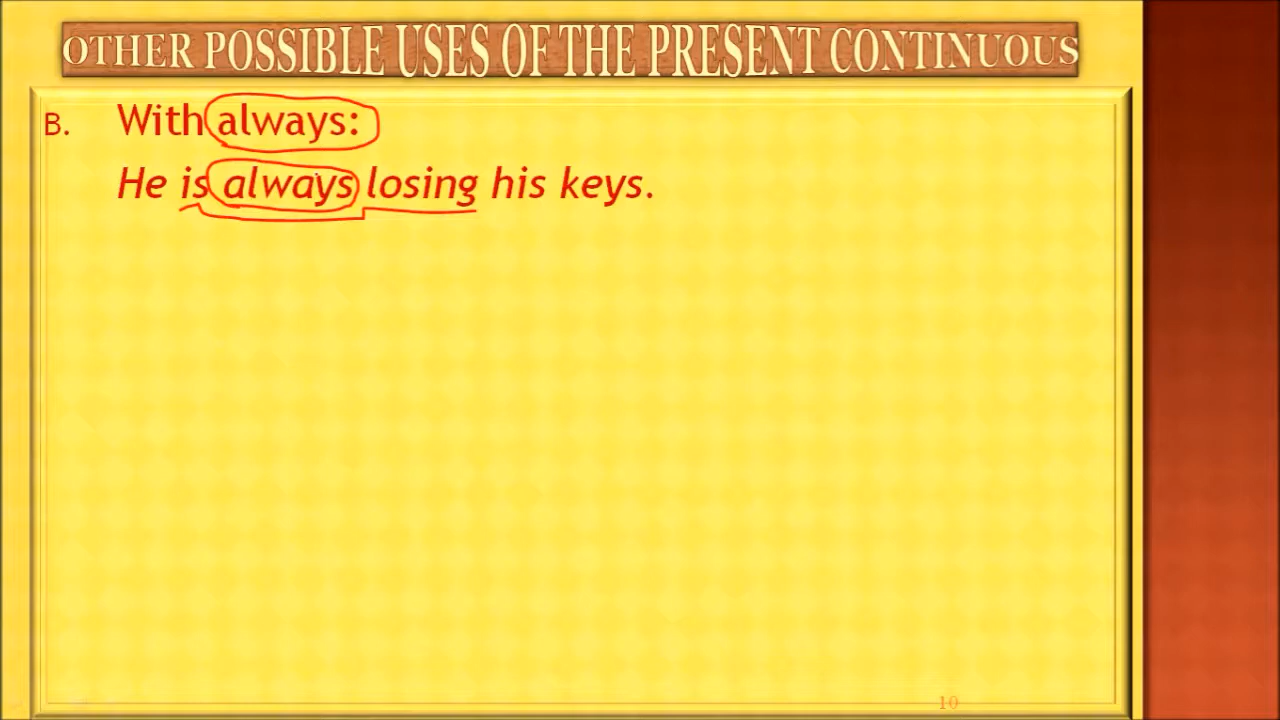 OTHER POSSIBLE USES OF THE PRESENT CONTINUOUS
B. With always:
He is always losing his keys.
10